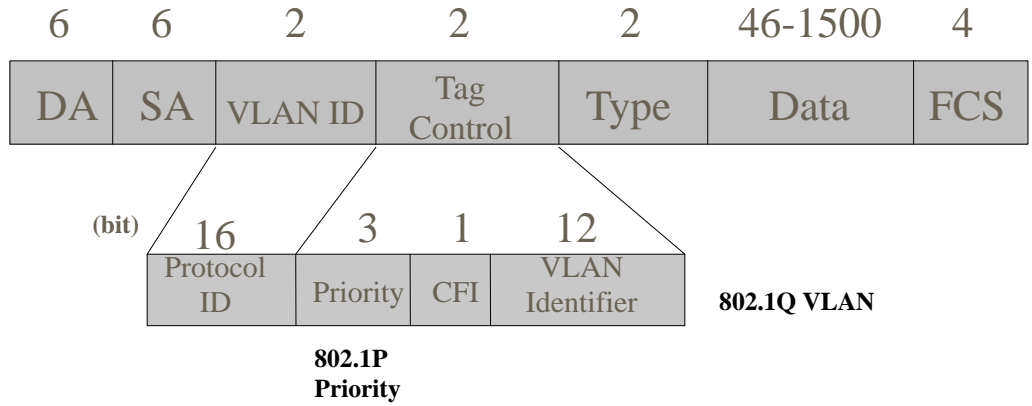 6 6 2 2 2 46-1500 4
DA SA VLAN ID Tag Control Type Data FCS
(bit) 16 3 1 12
Protocol ID Priority CFI VLAN Identifier
802.1Q VLAN
802.1P
Priority